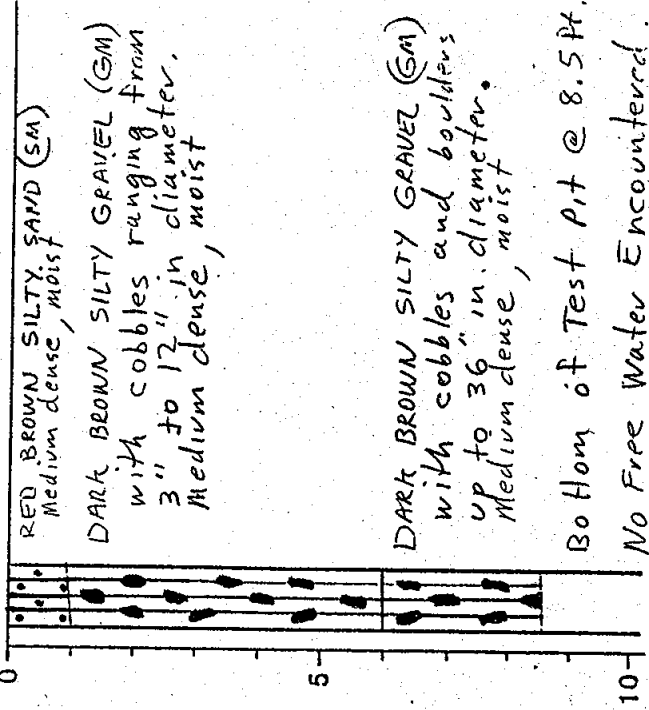 0
RED BROWN SILTY SAND (SM)
Medium dense, moist
DARK BROWN SILTY GRAVEL (GM)
with cobbles ranging from
3" to 12" in diameter.
Medium dense, moist
5
DARK BROWN SILTY GRAVEL (GM)
with cobbles and boulders
up to 36" in diameter.
Medium dense, moist
Bottom of Test Pit @ 8.5 ft.
No Free Water Encountered.
10